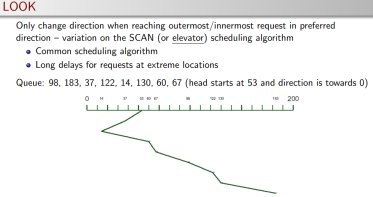 LOOK
Only change direction when reaching outermost/innermost request in preferred
direction – variation on the SCAN (or elevator) scheduling algorithm
Common scheduling algorithm
Long delays for requests at extreme locations
Queue: 98, 183, 37, 122, 14, 130, 60, 67 (head starts at 53 and direction is towards 0)
0 14 37 53 60 67 98 122 130 183 200